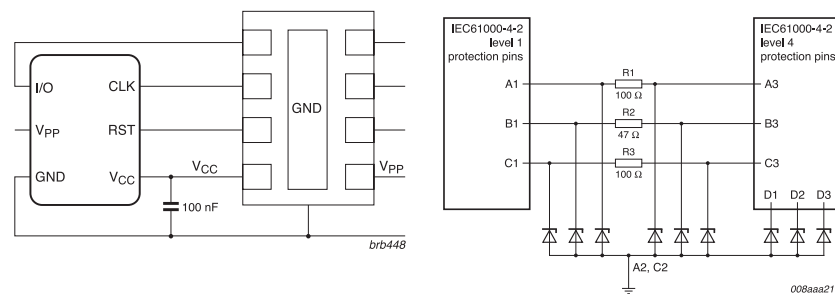 I/O
CLK
VPP
RST
GND
VCC
VCC
100 nF
GND
VPP
brb448
IEC61000-4-2
level 1
protection pins
A1
B1
C1
R1
100 Ω
R2
47 Ω
R3
100 Ω
IEC61000-4-2
level 4
protection pins
A3
B3
C3
D1 D2 D3
A2, C2
008aaa21